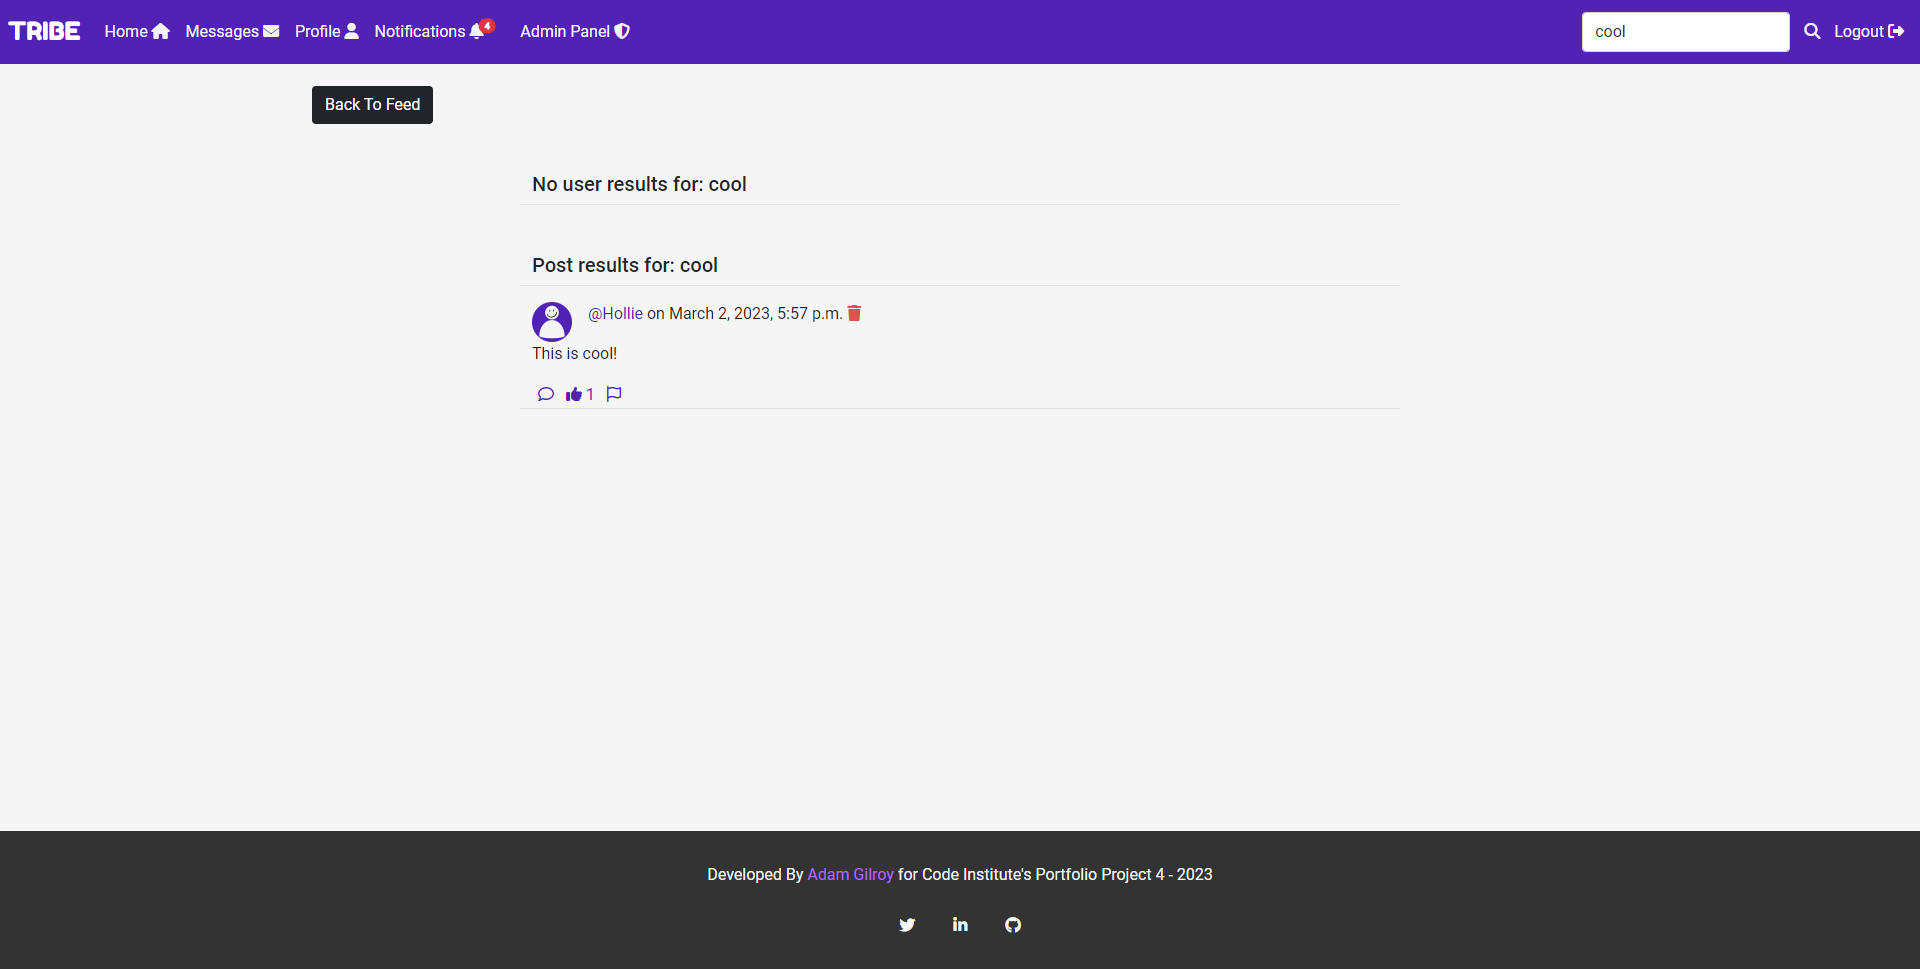 TRIBE Home Messages Profile Notifications 4 Admin Panel cool Logout
Back To Feed
No user results for: cool
Post results for: cool
@Hollie on March 2, 2023, 5:57 p.m.
This is cool!
1
Developed By Adam Gilroy for Code Institute's Portfolio Project 4 - 2023